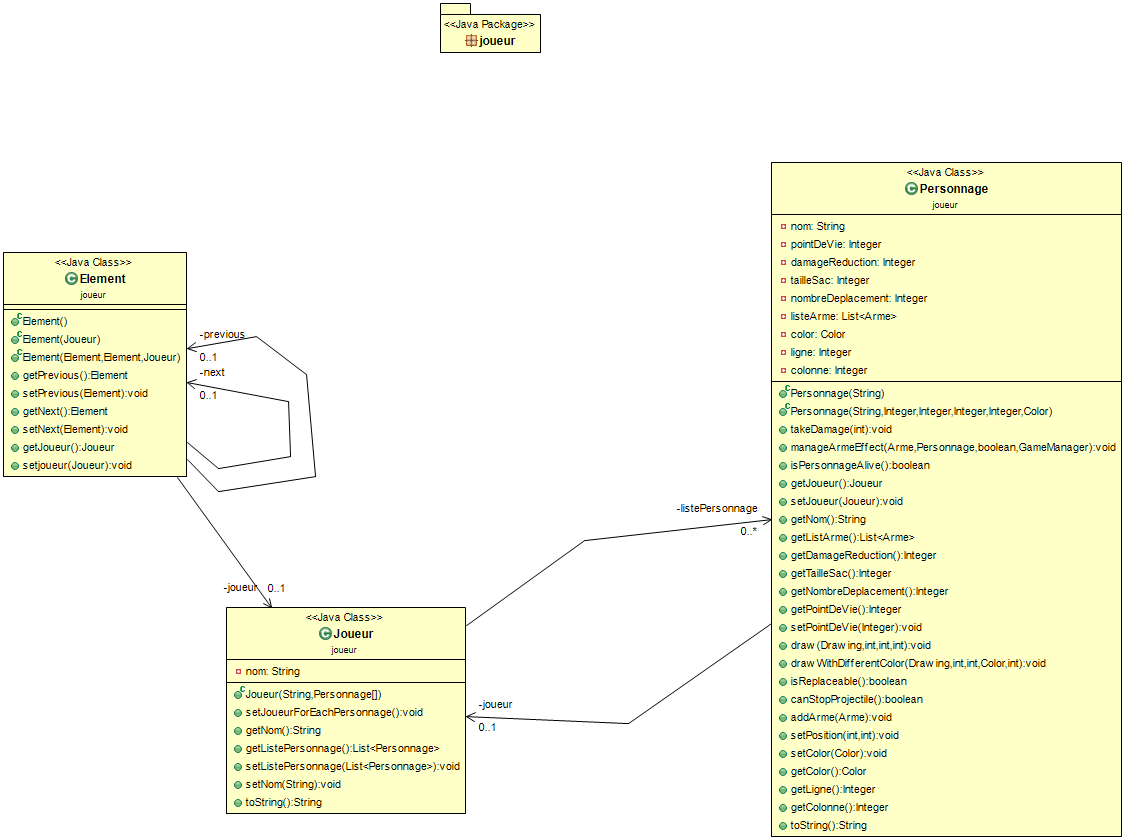 <<Java Package>>
joueur
<<Java Class>>
Personnage
joueur
nom: String
pointDeVie: Integer
damageReduction: Integer
tailleSac: Integer
nombreDeplacement: Integer
listeArme: List<Arme>
color: Color
ligne: Integer
colonne: Integer
Personnage(String)
Personnage(String,Integer,Integer,Integer,Integer,Color)
takeDamage(int):void
manageArmeEffect(Arme,Personnage,boolean,GameManager):void
isPersonnageAlive():boolean
getJoueur():Joueur
setJoueur(Joueur):void
getNom():String
getListArme():List<Arme>
getDamageReduction():Integer
getTailleSac():Integer
getNombreDeplacement():Integer
getPointDeVie():Integer
setPointDeVie(Integer):void
draw(Drawing,int,int,int):void
drawWithDifferentColor(Drawing,int,int,Color,int):void
isReplaceable():boolean
canStopProjectile():boolean
addArme(Arme):void
setPosition(int,int):void
setColor(Color):void
getColor():Color
getLigne():Integer
getColonne():Integer
toString():String
<<Java Class>>
Element
joueur
Element()
Element(Joueur)
Element(Element,Element,Joueur)
getPrevious():Element
setPrevious(Element):void
getNext():Element
setNext(Element):void
getJoueur():Joueur
setjoueur(Joueur):void
-previous
0..1
-next
0..1
-joueur 0..1
-listePersonnage
0..*
-joueur
0..1
<<Java Class>>
Joueur
joueur
nom: String
Joueur(String,Personnage[])
setJoueurForEachPersonnage():void
getNom():String
getListePersonnage():List<Personnage>
setListePersonnage(List<Personnage>):void
setNom(String):void
toString():String